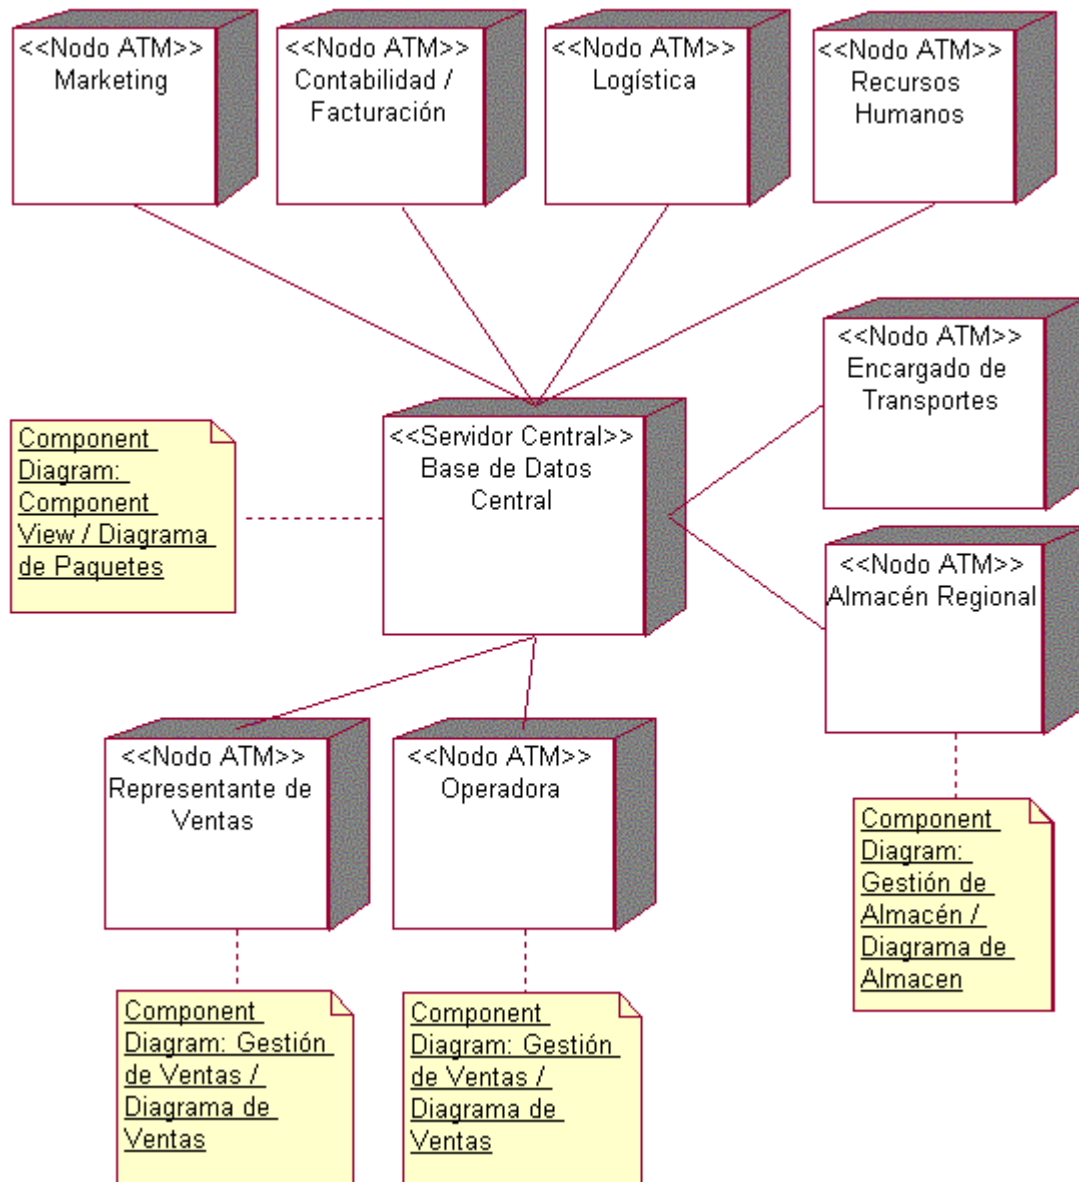 <<Nodo ATM>>
Marketing
<<Nodo ATM>>
Contabilidad /
Facturación
<<Nodo ATM>>
Logística
<<Nodo ATM>>
Recursos
Humanos
<<Nodo ATM>>
Encargado de
Transportes
<<Servidor Central>>
Base de Datos
Central
Component
Diagram:
Component
View / Diagrama
de Paquetes
<<Nodo ATM>>
Almacén Regional
<<Nodo ATM>>
Representante de
Ventas
<<Nodo ATM>>
Operadora
Component
Diagram:
Gestión de
Almacén /
Diagrama de
Almacen
Component
Diagram: Gestión
de Ventas /
Diagrama de
Ventas
Component
Diagram: Gestión
de Ventas /
Diagrama de
Ventas